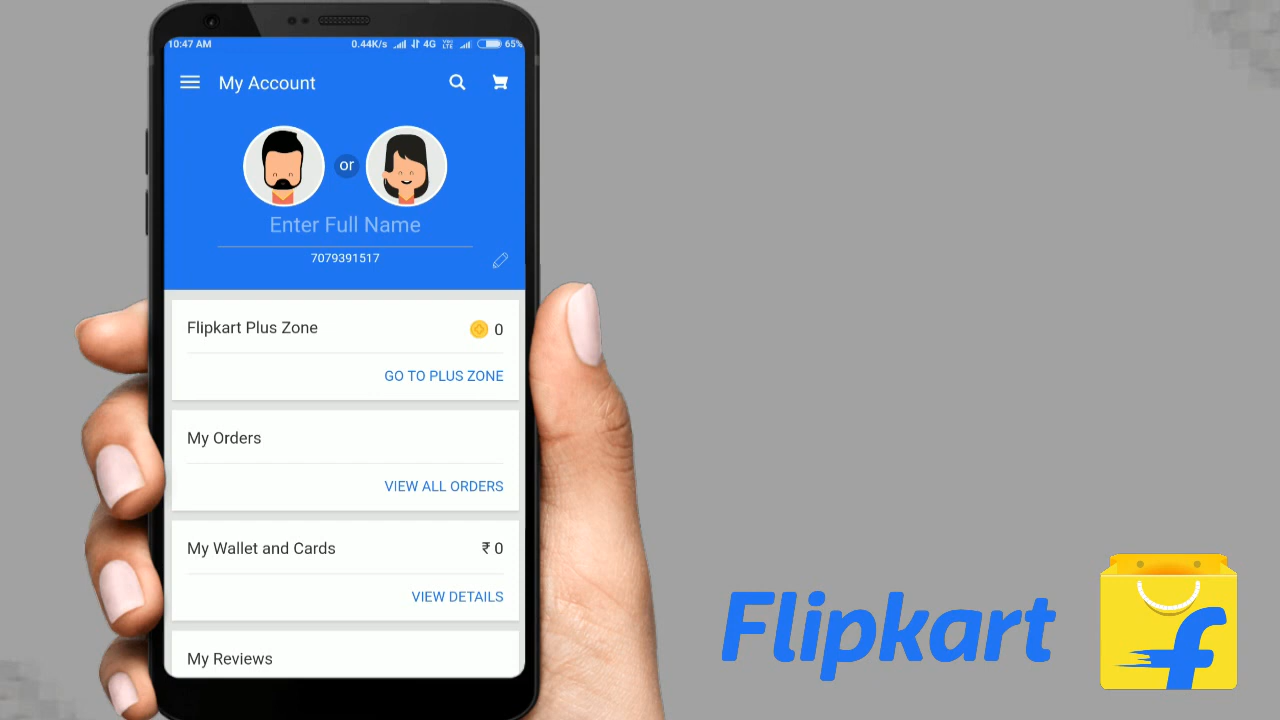 10:47 AM 0.44K/s 4G VoLTE 65%
My Account
or
Enter Full Name
7079391517
Flipkart Plus Zone 0
GO TO PLUS ZONE
My Orders
VIEW ALL ORDERS
My Wallet and Cards ₹ 0
VIEW DETAILS
My Reviews
Flipkart
f